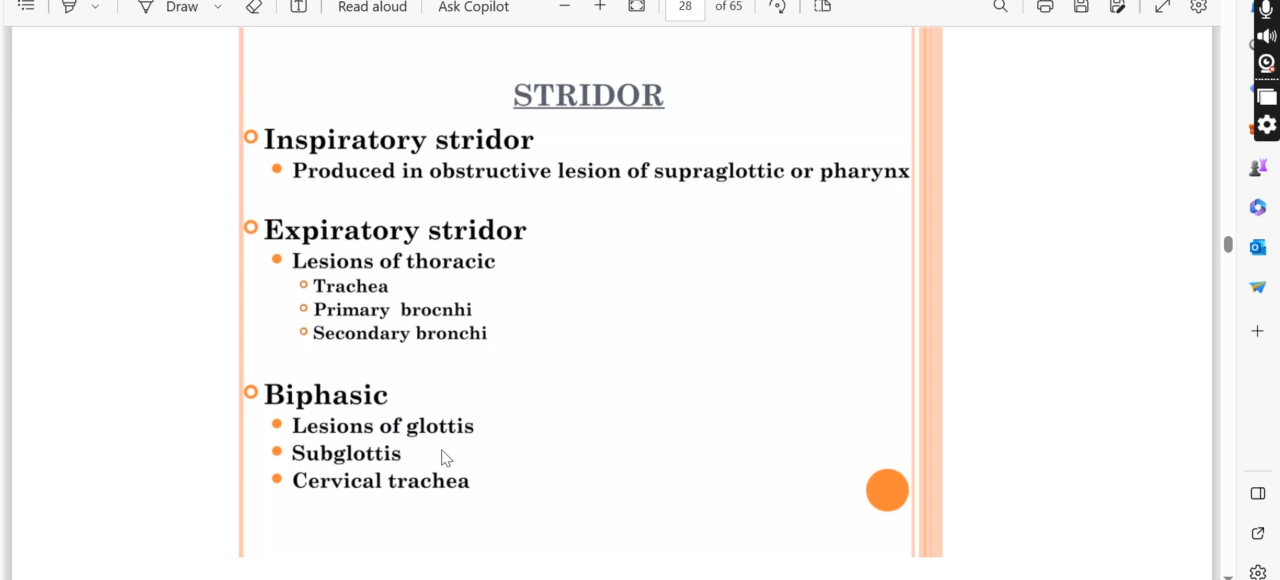 Draw
Read aloud
Ask Copilot
28 of 65
STRIDOR
Inspiratory stridor
Produced in obstructive lesion of supraglottic or pharynx
Expiratory stridor
Lesions of thoracic
Trachea
Primary brocnhi
Secondary bronchi
Biphasic
Lesions of glottis
Subglottis
Cervical trachea